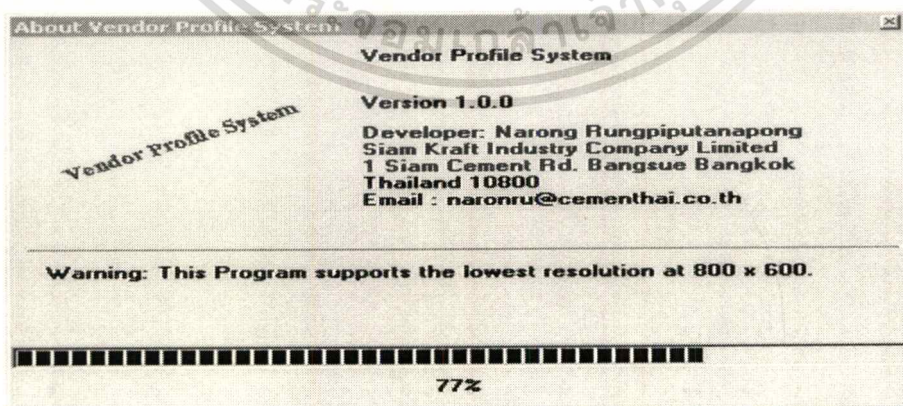 About Vendor Profile System
Vendor Profile System
Version 1.0.0
Vendor Profile System
Developer: Narong Rungpiputanapong
Siam Kraft Industry Company Limited
1 Siam Cement Rd. Bangsue Bangkok
Thailand 10800
Email : naronru@cementhai.co.th
Warning: This Program supports the lowest resolution at 800 x 600.
77%